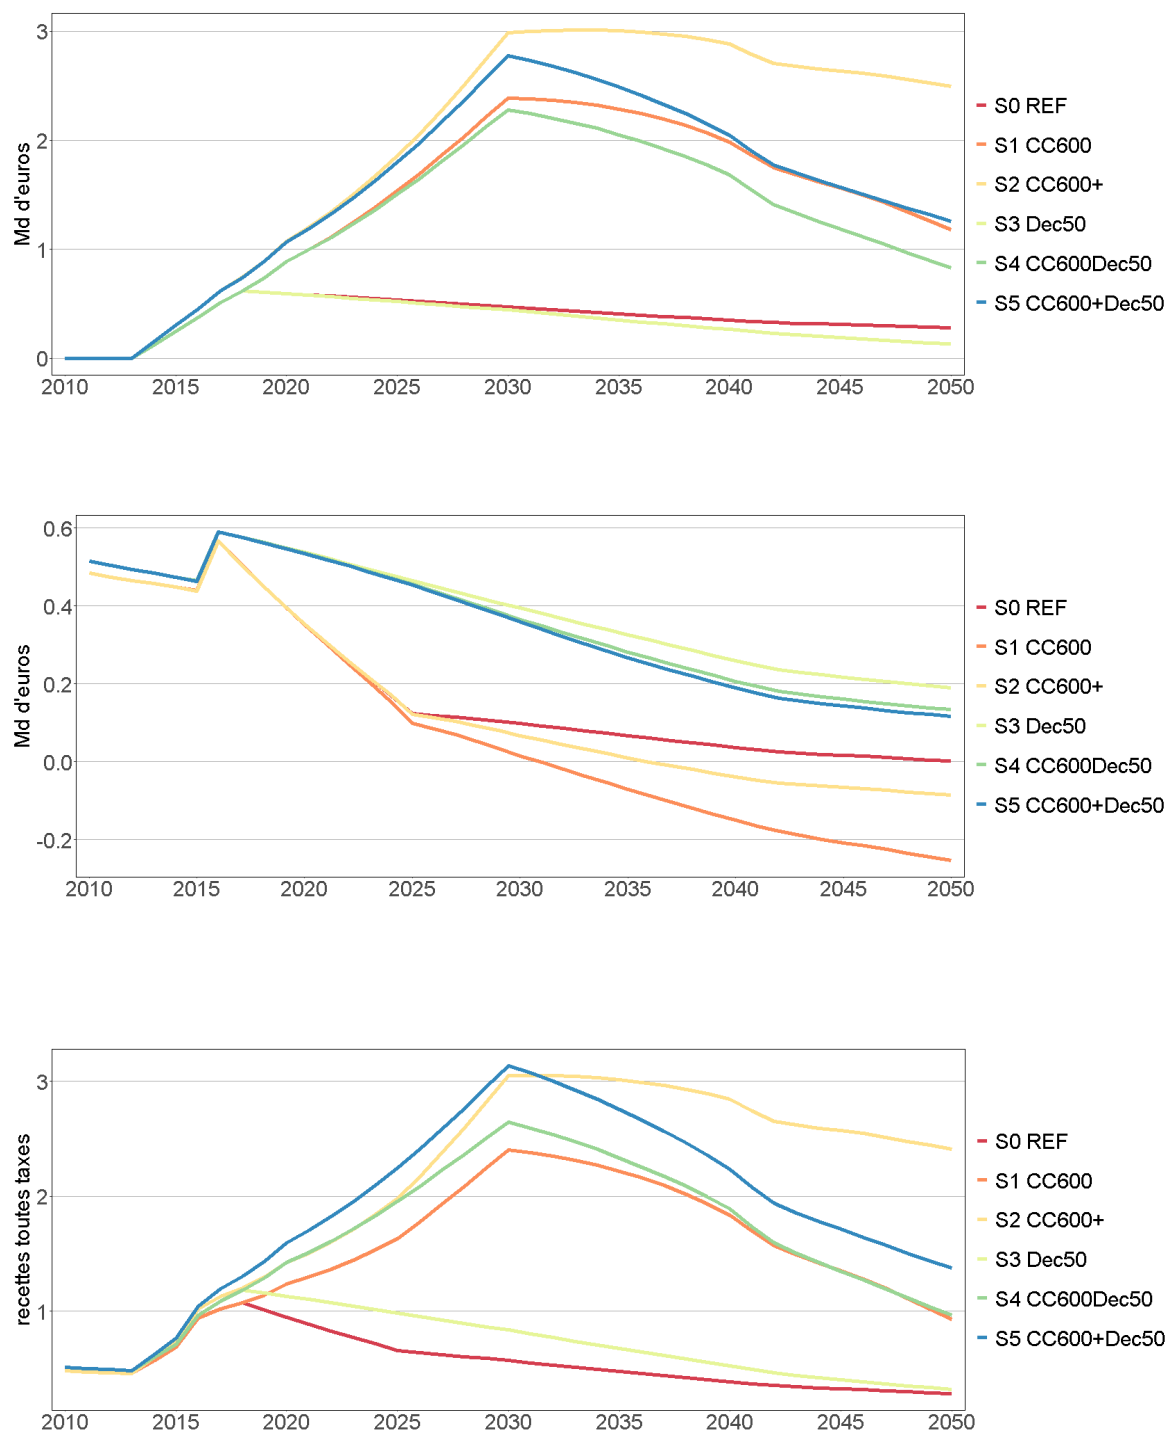 Md d'euros
3
2
1
0
2010 2015 2020 2025 2030 2035 2040 2045 2050
S0 REF
S1 CC600
S2 CC600+
S3 Dec50
S4 CC600Dec50
S5 CC600+Dec50
Md d'euros
0.6
0.4
0.2
0.0
-0.2
2010 2015 2020 2025 2030 2035 2040 2045 2050
S0 REF
S1 CC600
S2 CC600+
S3 Dec50
S4 CC600Dec50
S5 CC600+Dec50
recettes toutes taxes
3
2
1
2010 2015 2020 2025 2030 2035 2040 2045 2050
S0 REF
S1 CC600
S2 CC600+
S3 Dec50
S4 CC600Dec50
S5 CC600+Dec50